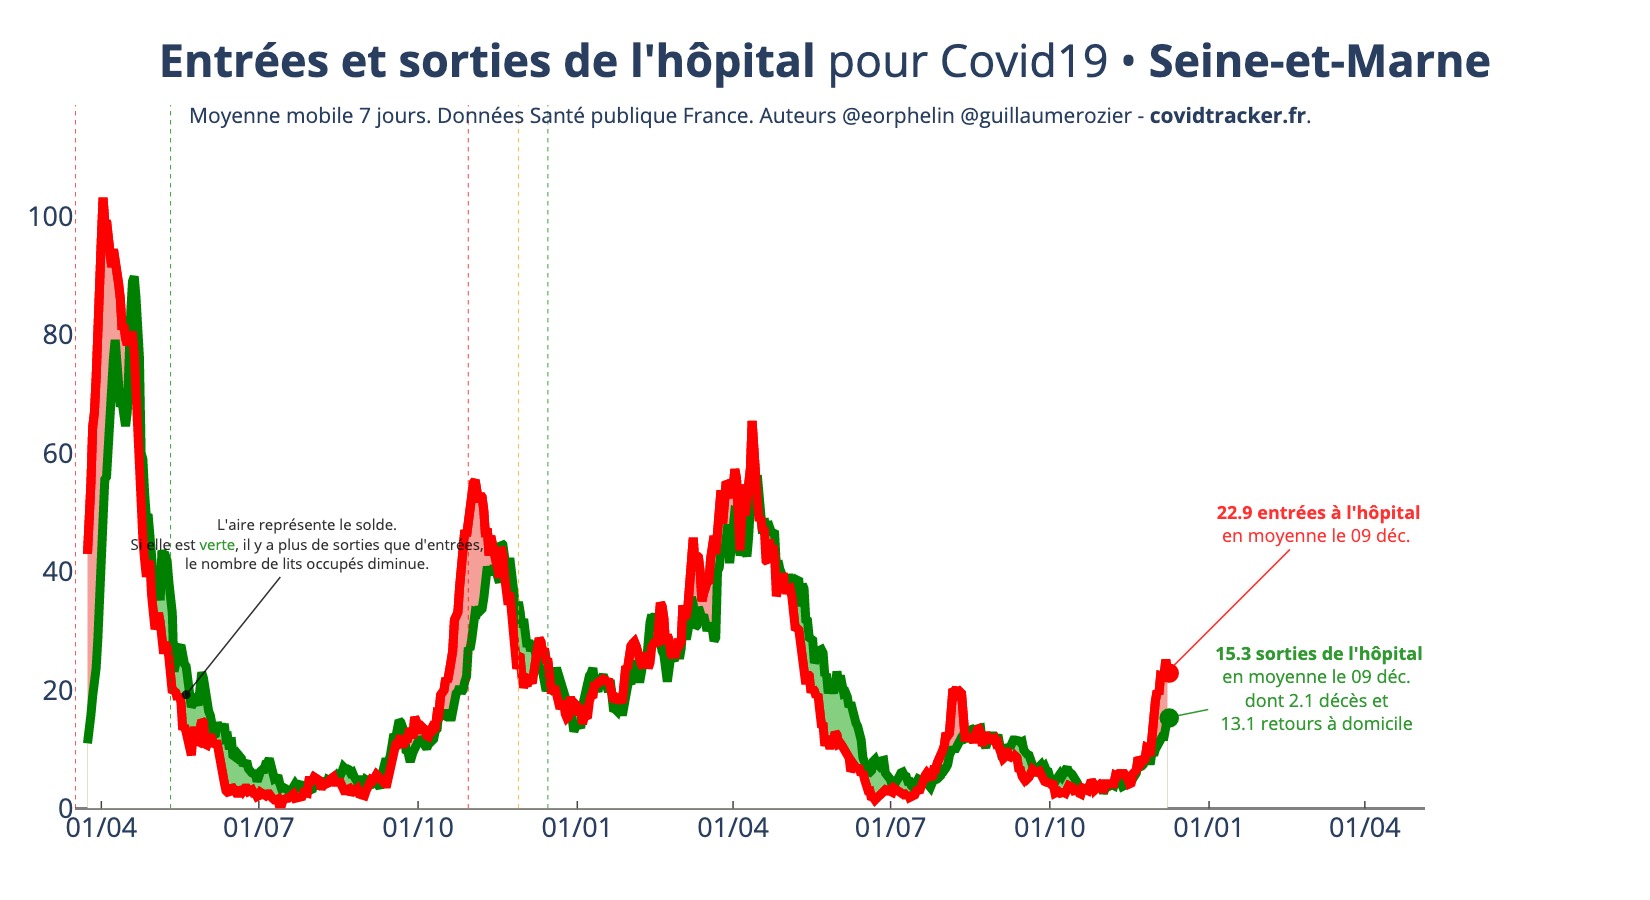 Entrées et sorties de l'hôpital pour Covid19 • Seine-et-Marne
Moyenne mobile 7 jours. Données Santé publique France. Auteurs @eorphelin @guillaumerozier - covidtracker.fr.
100
80
60
40
20
0
L'aire représente le solde.
Si elle est verte, il y a plus de sorties que d'entrées,
le nombre de lits occupés diminue.
22.9 entrées à l'hôpital
en moyenne le 09 déc.
15.3 sorties de l'hôpital
en moyenne le 09 déc.
dont 2.1 décès et
13.1 retours à domicile
01/04 01/07 01/10 01/01 01/04 01/07 01/10 01/01 01/04